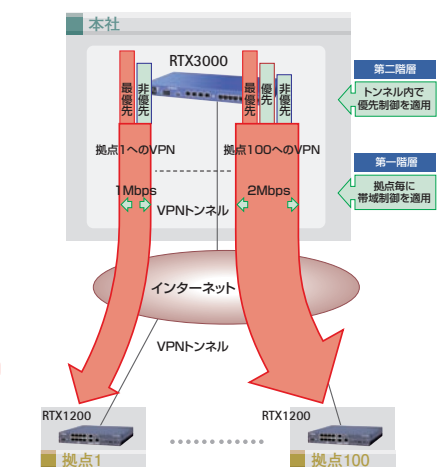 本社
RTX3000
最優先
非優先
最優先
優先
非優先
第二階層
トンネル内で
優先制御を適用
拠点1へのVPN
拠点100へのVPN
第一階層
拠点毎に
帯域制御を適用
1Mbps
2Mbps
VPNトンネル
インターネット
VPNトンネル
RTX1200
RTX1200
拠点1
拠点100